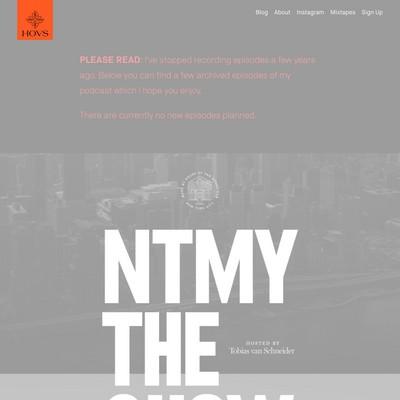 HOVS
Blog About Instagram Mixtapes Sign Up
PLEASE READ: I've stopped recording episodes a few years
ago. Below you can find a few archived episodes of my
podcast which I hope you enjoy.
There are currently no new episodes planned.
NTMY
THE
HOSTED BY
Tobias van Schneider
SHOW